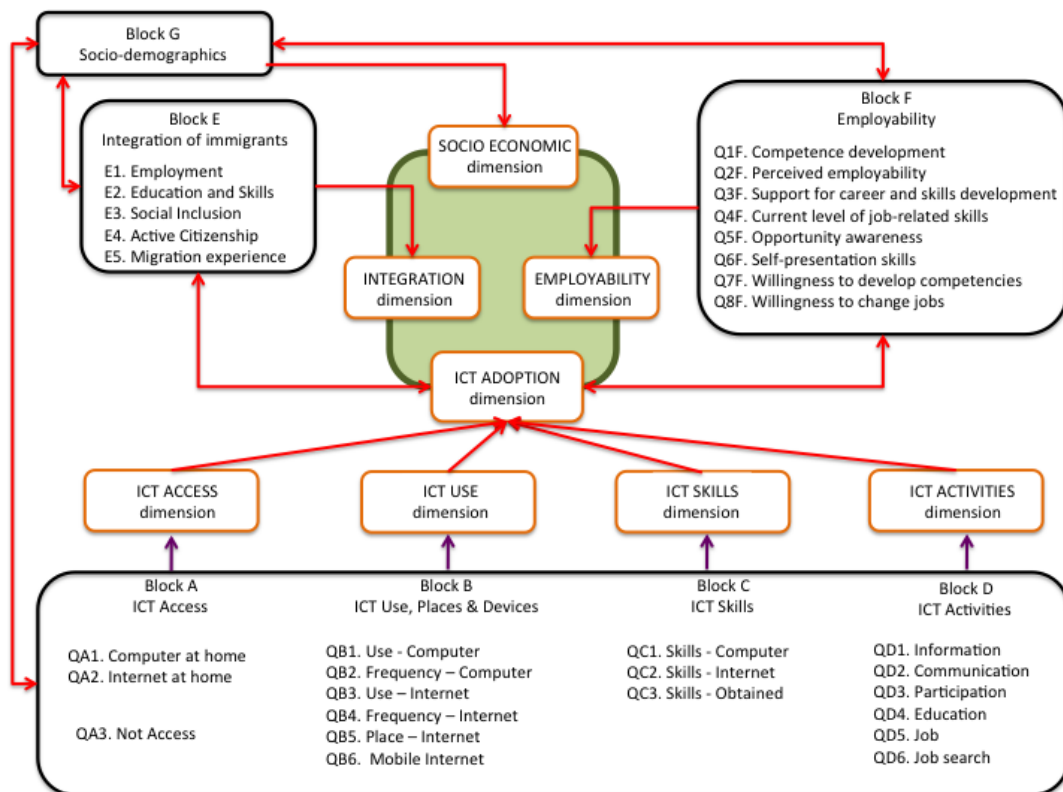 Block G
Socio-demographics
Block E
Integration of immigrants
E1. Employment
E2. Education and Skills
E3. Social Inclusion
E4. Active Citizenship
E5. Migration experience
SOCIO ECONOMIC
dimension
INTEGRATION
dimension
EMPLOYABILITY
dimension
ICT ADOPTION
dimension
Block F
Employability
Q1F. Competence development
Q2F. Perceived employability
Q3F. Support for career and skills development
Q4F. Current level of job-related skills
Q5F. Opportunity awareness
Q6F. Self-presentation skills
Q7F. Willingness to develop competencies
Q8F. Willingness to change jobs
ICT ACCESS
dimension
ICT USE
dimension
ICT SKILLS
dimension
ICT ACTIVITIES
dimension
Block A
ICT Access
QA1. Computer at home
QA2. Internet at home
QA3. Not Access
Block B
ICT Use, Places & Devices
QB1. Use - Computer
QB2. Frequency – Computer
QB3. Use – Internet
QB4. Frequency – Internet
QB5. Place – Internet
QB6. Mobile Internet
Block C
ICT Skills
QC1. Skills - Computer
QC2. Skills - Internet
QC3. Skills - Obtained
Block D
ICT Activities
QD1. Information
QD2. Communication
QD3. Participation
QD4. Education
QD5. Job
QD6. Job search